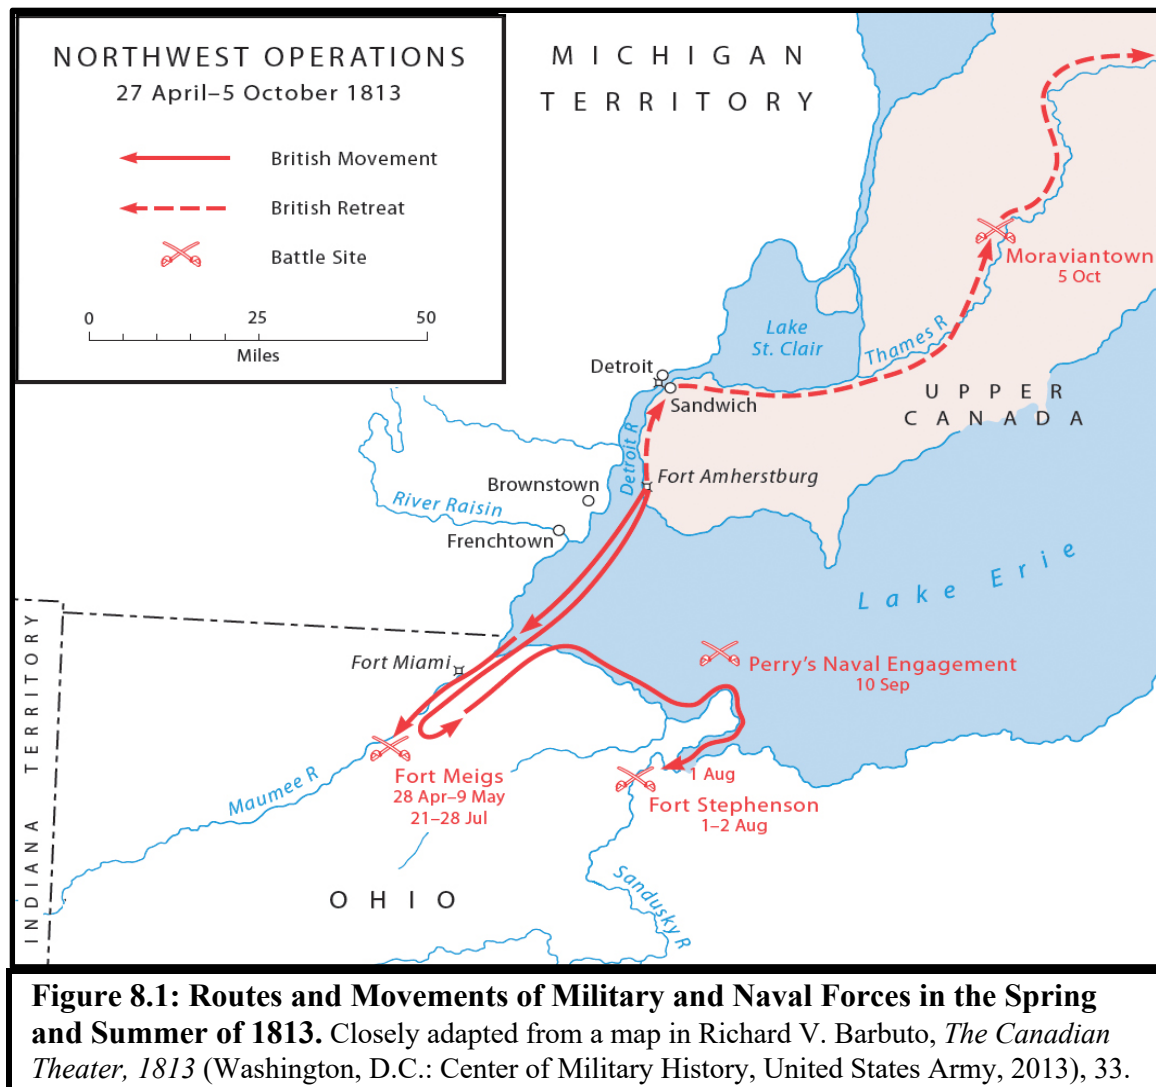 NORTHWEST OPERATIONS
27 April–5 October 1813
British Movement
British Retreat
Battle Site
0 25 50
Miles
MICHIGAN
TERRITORY
Moraviantown
5 Oct
Lake
St. Clair
Thames R
Detroit
Sandwich
UPPER
CANADA
Detroit R
Fort Amherstburg
Brownstown
River Raisin
Frenchtown
Lake Erie
INDIANA TERRITORY
Fort Miami
Perry's Naval Engagement
10 Sep
Fort Meigs
28 Apr–9 May
21–28 Jul
Maumee R
1 Aug
Fort Stephenson
1–2 Aug
Sandusky R
OHIO
Figure 8.1: Routes and Movements of Military and Naval Forces in the Spring
and Summer of 1813. Closely adapted from a map in Richard V. Barbuto, The Canadian
Theater, 1813 (Washington, D.C.: Center of Military History, United States Army, 2013), 33.